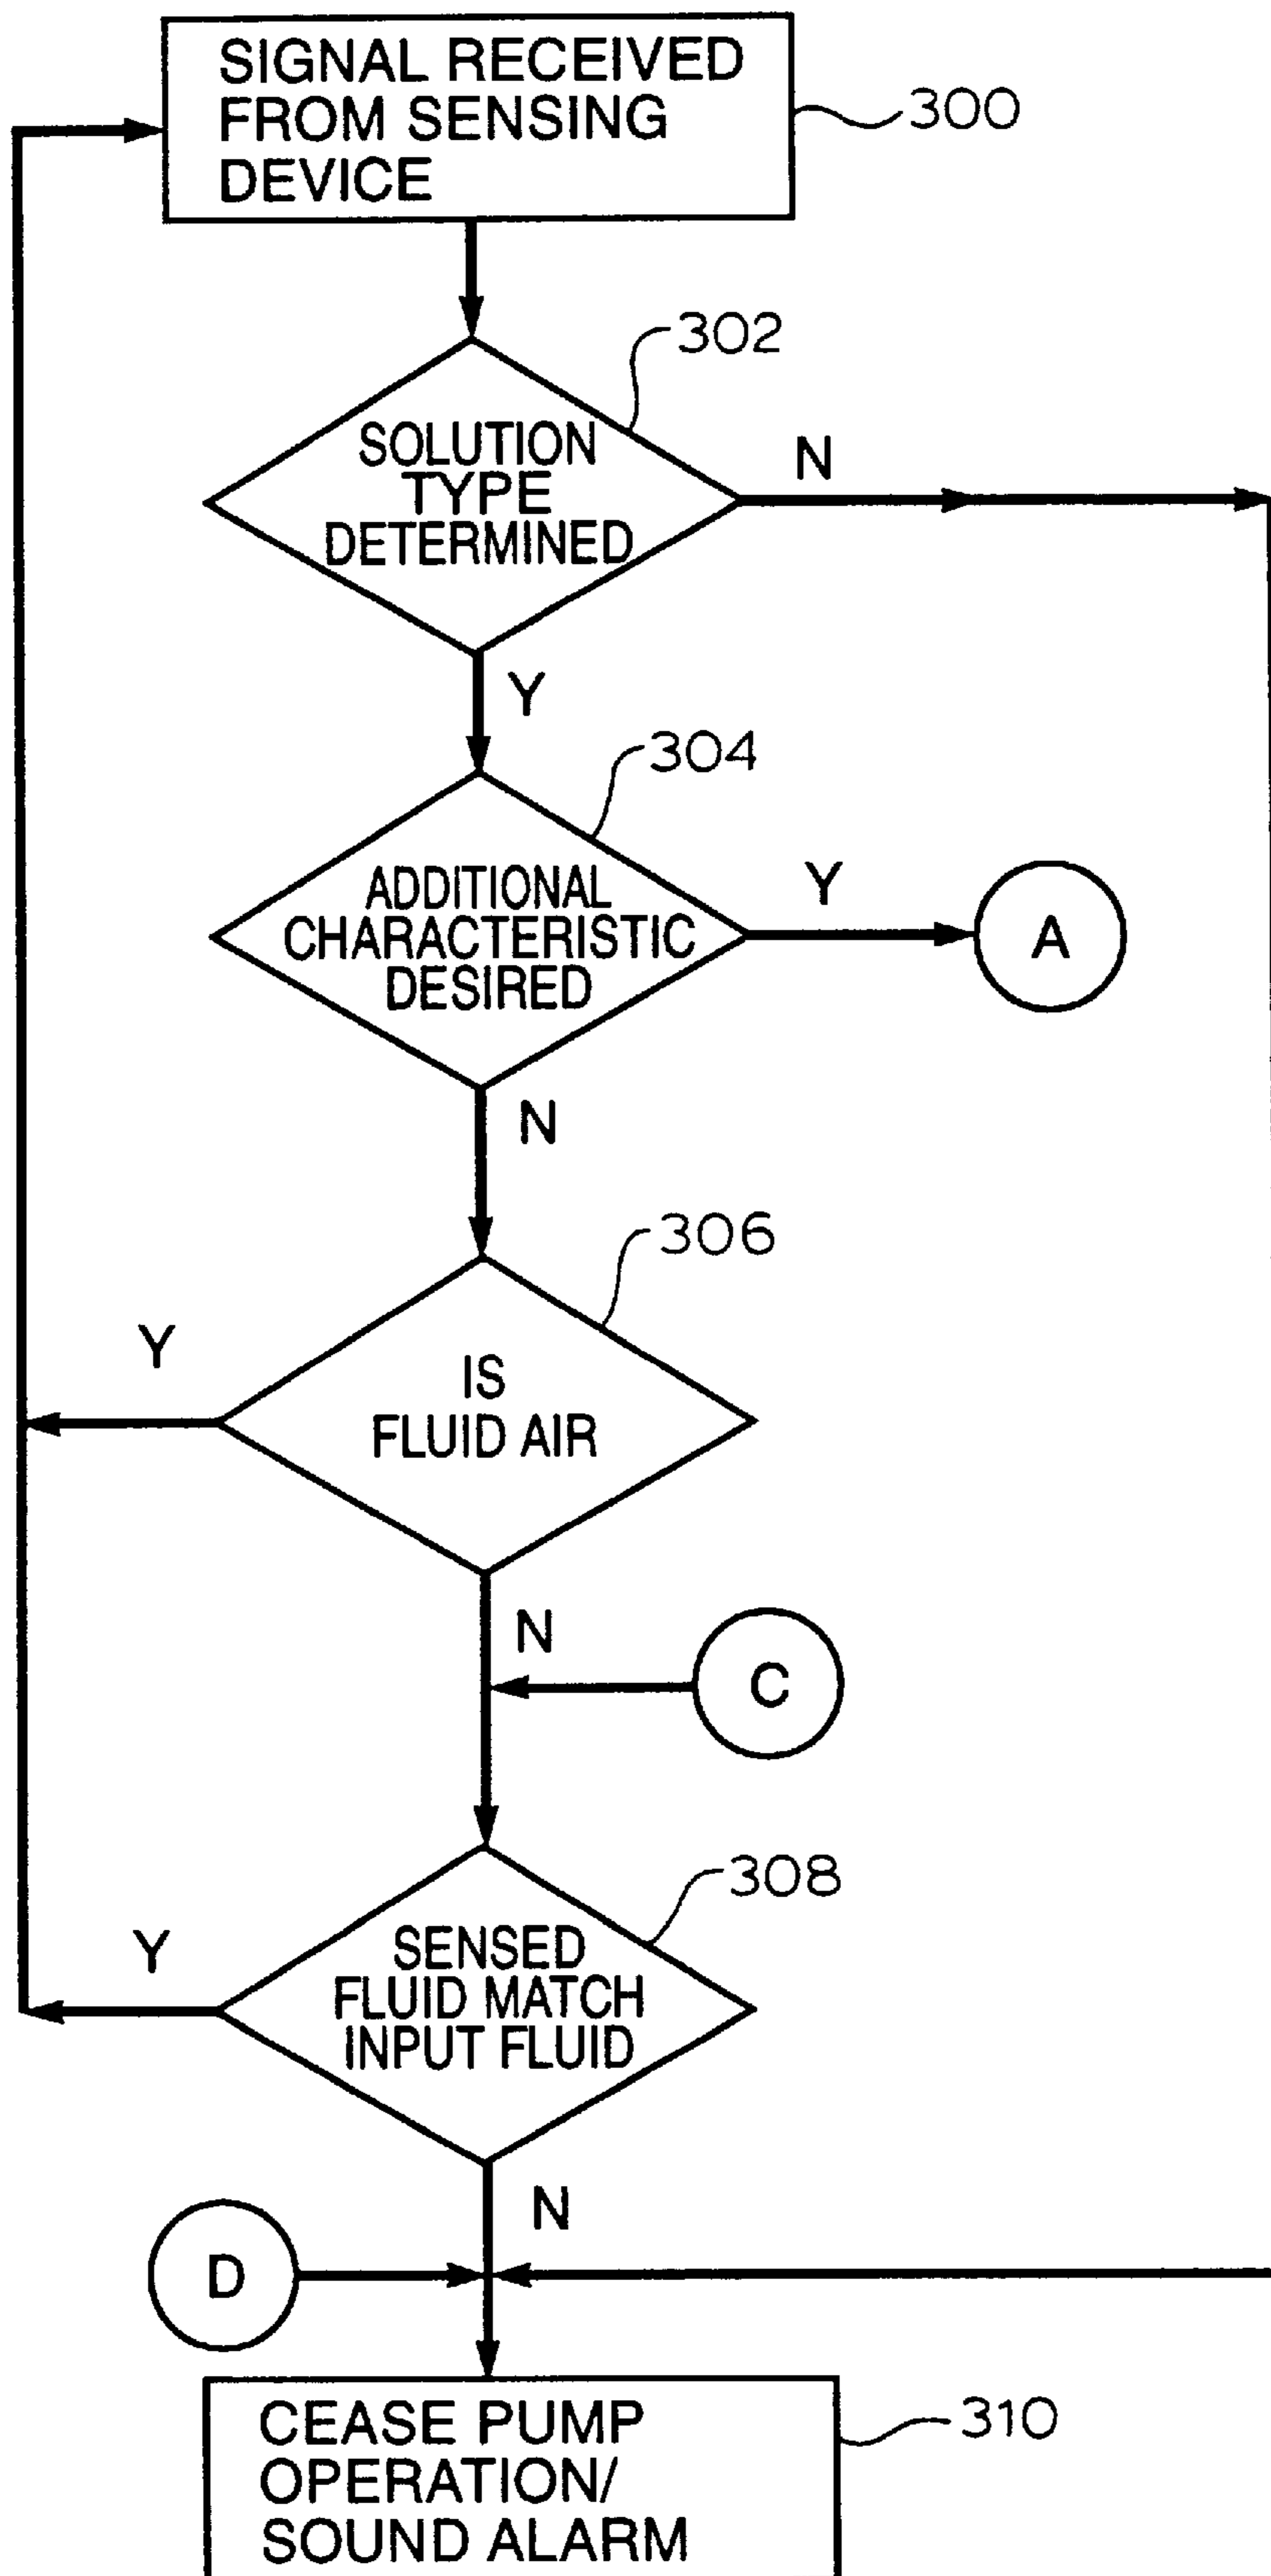 SIGNAL RECEIVED
FROM SENSING
DEVICE
300
302
SOLUTION
TYPE
DETERMINED
N
Y
304
ADDITIONAL
CHARACTERISTIC
DESIRED
Y
A
N
306
Y
IS
FLUID AIR
N
C
308
Y
SENSED
FLUID MATCH
INPUT FLUID
N
D
CEASE PUMP
OPERATION/
SOUND ALARM
310